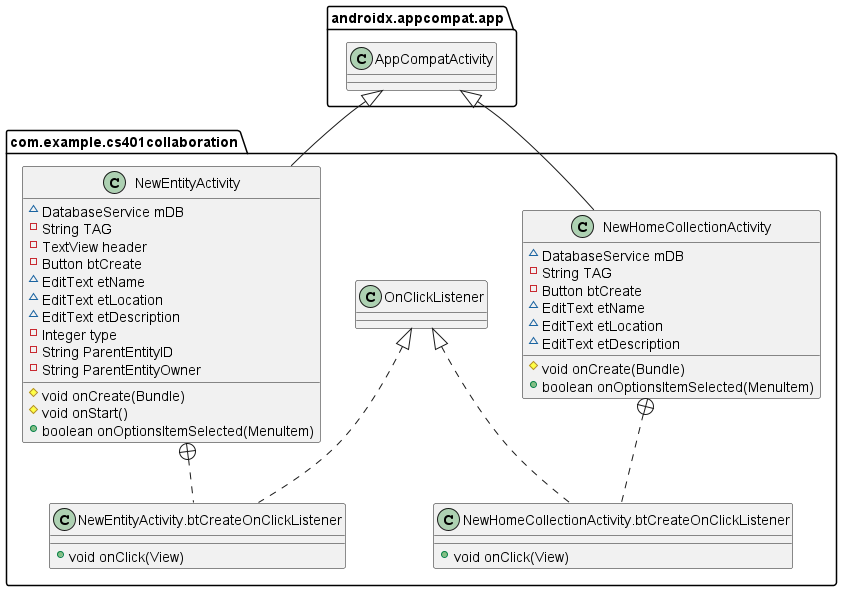 androidx.appcompat.app
C AppCompatActivity
com.example.cs401collaboration
C NewEntityActivity
DatabaseService mDB
String TAG
TextView header
Button btCreate
EditText etName
EditText etLocation
EditText etDescription
Integer type
String ParentEntityID
String ParentEntityOwner
void onCreate(Bundle)
void onStart()
boolean onOptionsItemSelected(MenuItem)
C OnClickListener
C NewHomeCollectionActivity
DatabaseService mDB
String TAG
Button btCreate
EditText etName
EditText etLocation
EditText etDescription
void onCreate(Bundle)
boolean onOptionsItemSelected(MenuItem)
C NewEntityActivity.btCreateOnClickListener
void onClick(View)
C NewHomeCollectionActivity.btCreateOnClickListener
void onClick(View)